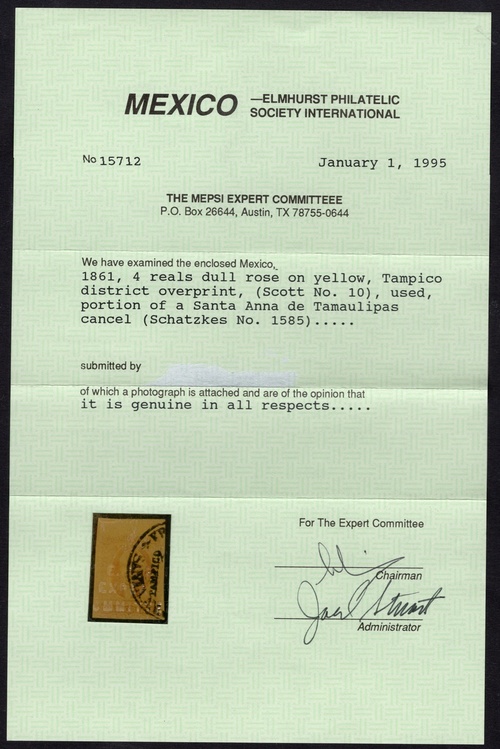 MEXICO —ELMHURST PHILATELIC
SOCIETY INTERNATIONAL
No 15712
January 1, 1995
THE MEPSI EXPERT COMMITTEEE
P.O. Box 26644, Austin, TX 78755-0644
We have examined the enclosed Mexico,
1861, 4 reals dull rose on yellow, Tampico
district overprint, (Scott No. 10), used,
portion of a Santa Anna de Tamaulipas
cancel (Schatzkes No. 1585).....
submitted by
of which a photograph is attached and are of the opinion that
it is genuine in all respects.....
TAMPICO
For The Expert Committee
Chairman
Joel Stuart
Administrator